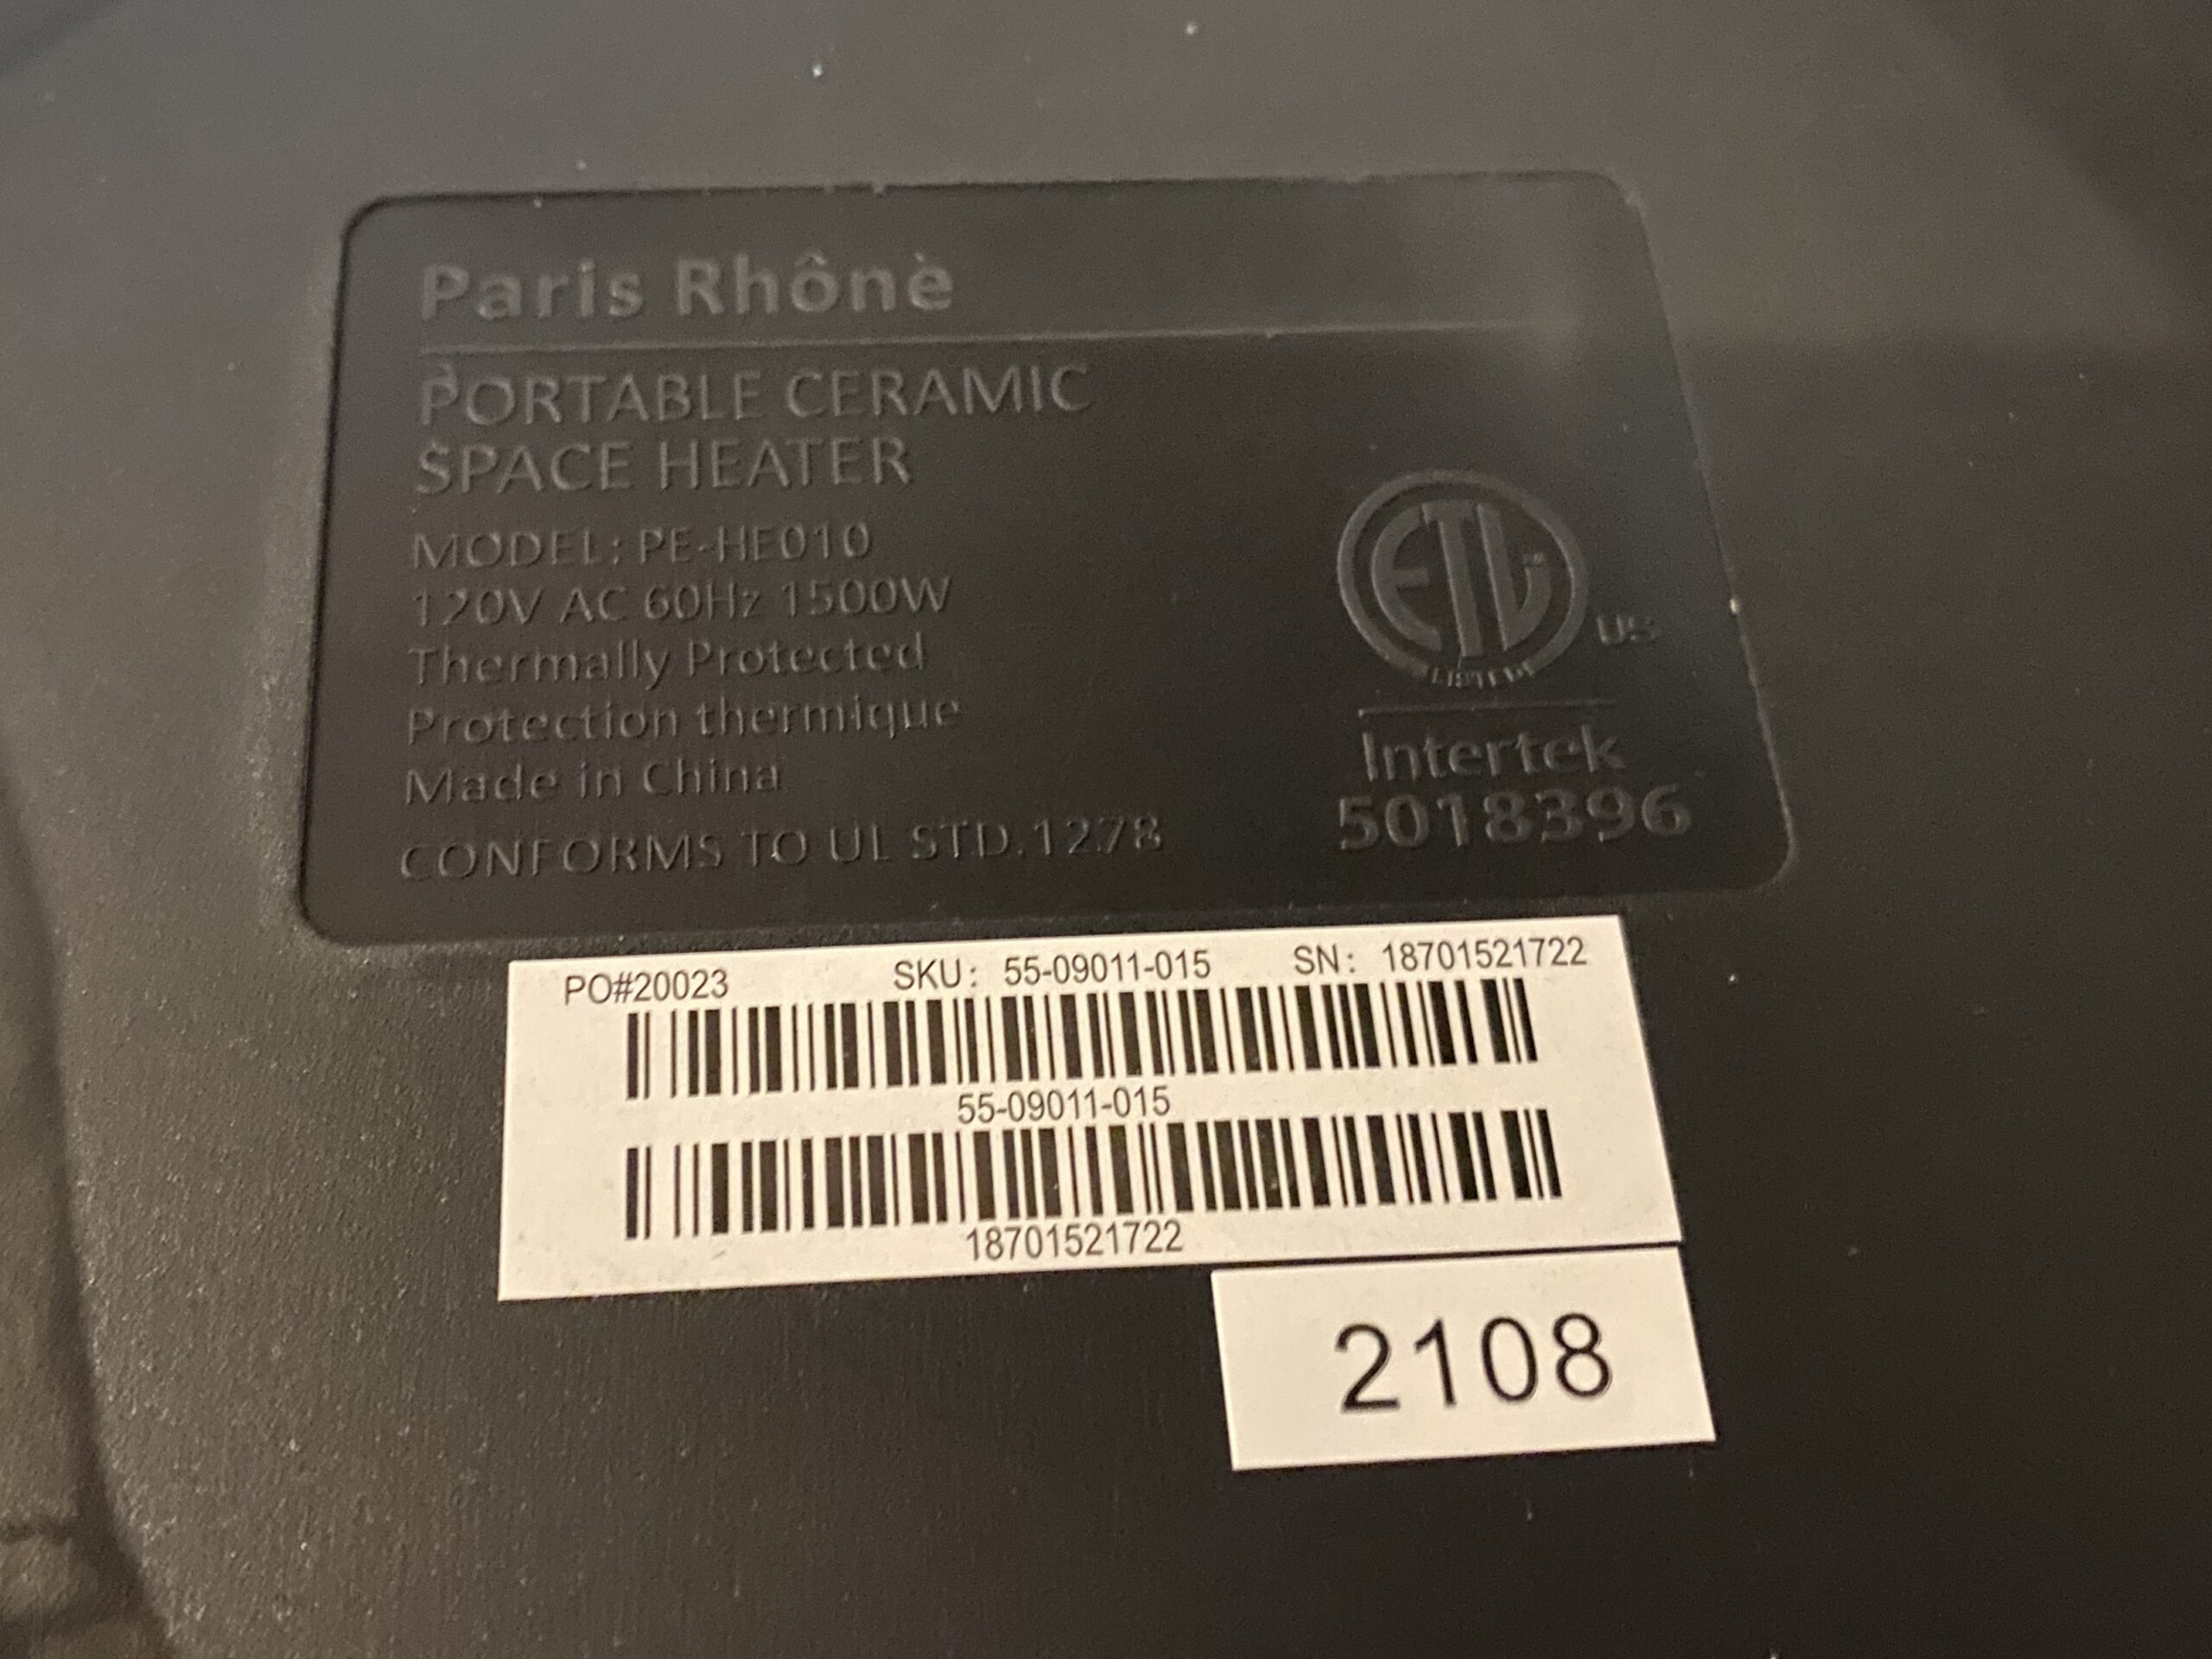 Paris Rhônè
PORTABLE CERAMIC
SPACE HEATER
MODEL: PE-HE010
120V AC 60Hz 1500W
Thermally Protected
Protection thermique
Made in China
CONFORMS TO UL STD.1278
ETL
LISTED
US
Intertek
5018396
PO#20023 SKU: 55-09011-015 SN: 18701521722
55-09011-015
18701521722
2108